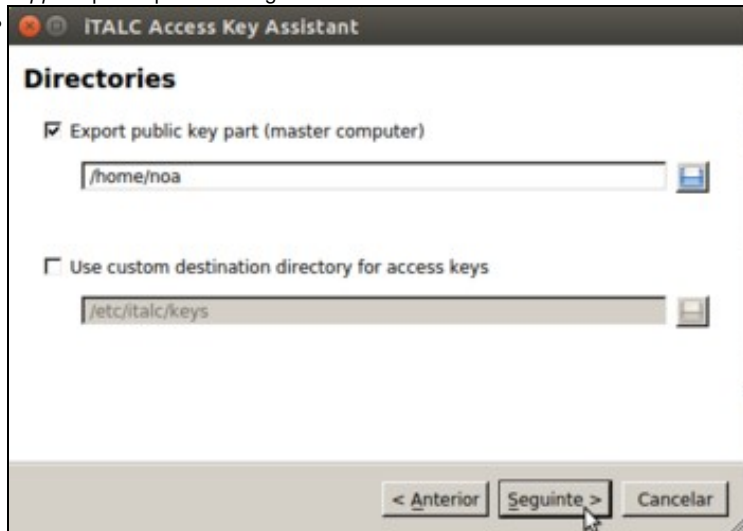 iTALC Access Key Assistant
Directories
Export public key part (master computer)
/home/noa
Use custom destination directory for access keys
/etc/italc/keys
< Anterior Seguinte > Cancelar